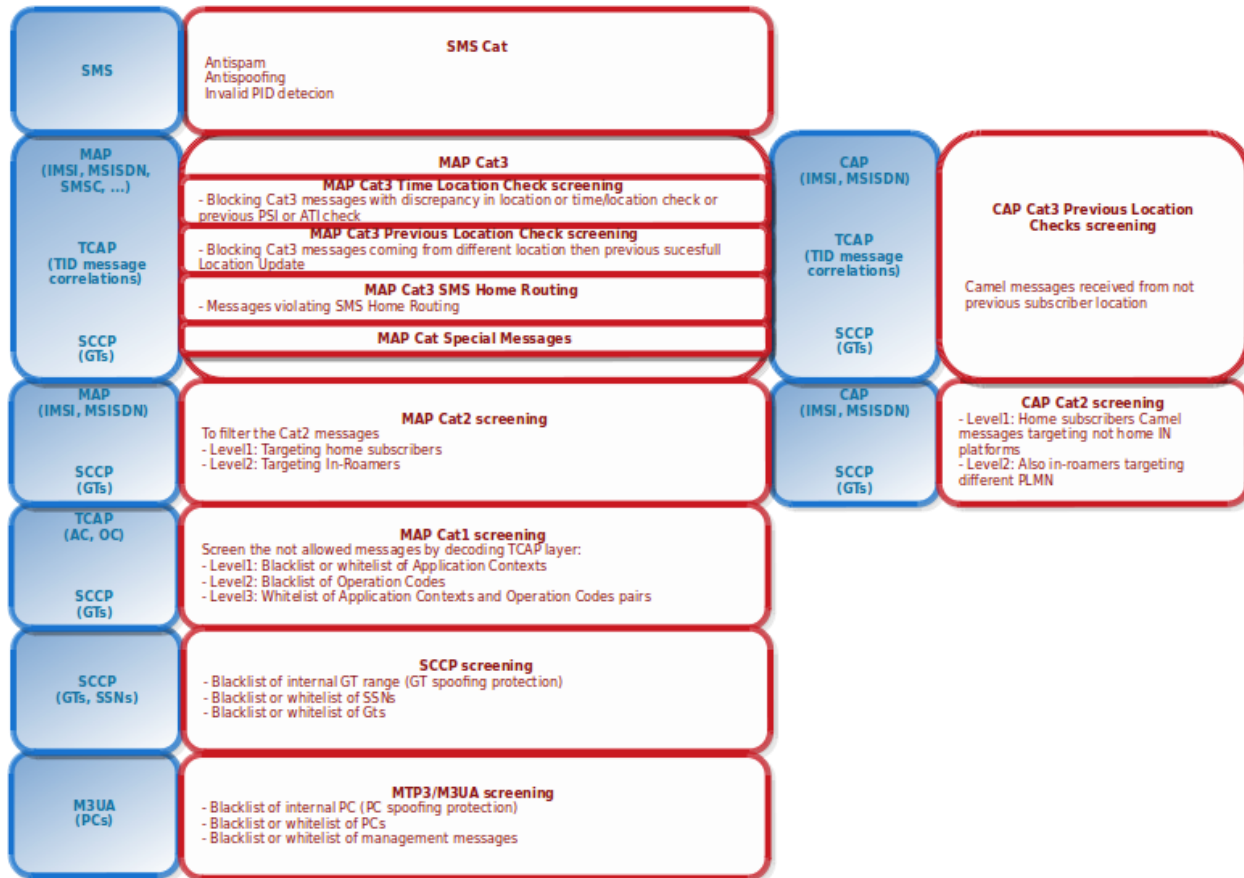 SMS
SMS Cat
Antispam
Antispoofing
Invalid PID detecion
MAP
(IMSI, MSISDN,
SMSC, ...)
TCAP
(TID message
correlations)
SCCP
(GTs)
MAP Cat3
MAP Cat3 Time Location Check screening
- Blocking Cat3 messages with discrepancy in location or time/location check or
previous PSI or ATI check
MAP Cat3 Previous Location Check screening
- Blocking Cat3 messages coming from different location then previous sucesfull
Location Update
MAP Cat3 SMS Home Routing
- Messages violating SMS Home Routing
MAP Cat Special Messages
CAP
(IMSI, MSISDN)
TCAP
(TID message
correlations)
SCCP
(GTs)
CAP Cat3 Previous Location
Checks screening
Camel messages received from not
previous subscriber location
MAP
(IMSI, MSISDN)
SCCP
(GTs)
MAP Cat2 screening
To filter the Cat2 messages
- Level1: Targeting home subscribers
- Level2: Targeting In-Roamers
CAP
(IMSI, MSISDN)
SCCP
(GTs)
CAP Cat2 screening
- Level1: Home subscribers Camel
messages targeting not home IN
platforms
- Level2: Also in-roamers targeting
different PLMN
TCAP
(AC, OC)
SCCP
(GTs)
MAP Cat1 screening
Screen the not allowed messages by decoding TCAP layer:
- Level1: Blacklist or whitelist of Application Contexts
- Level2: Blacklist of Operation Codes
- Level3: Whitelist of Application Contexts and Operation Codes pairs
SCCP
(GTs, SSNs)
SCCP screening
- Blacklist of internal GT range (GT spoofing protection)
- Blacklist or whitelist of SSNs
- Blacklist or whitelist of Gts
M3UA
(PCs)
MTP3/M3UA screening
- Blacklist of internal PC (PC spoofing protection)
- Blacklist or whitelist of PCs
- Blacklist or whitelist of management messages